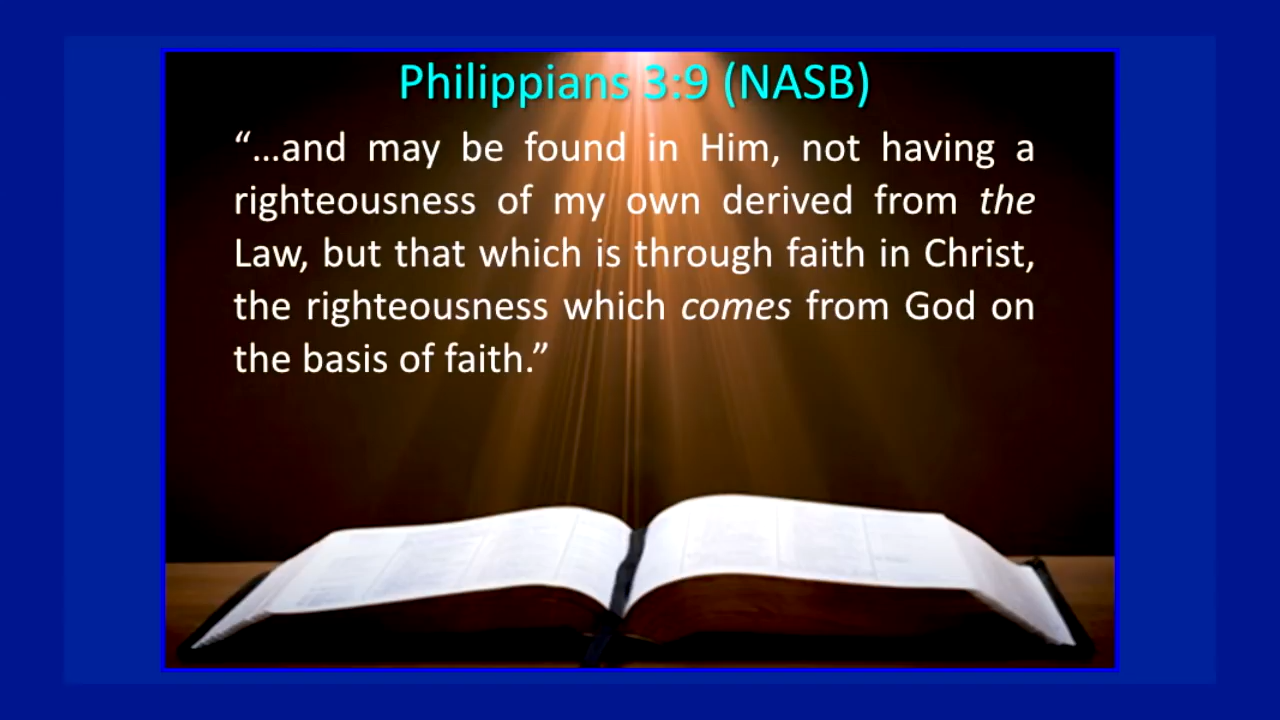 Philippians 3:9 (NASB)
“…and may be found in Him, not having a
righteousness of my own derived from the
Law, but that which is through faith in Christ,
the righteousness which comes from God on
the basis of faith.”